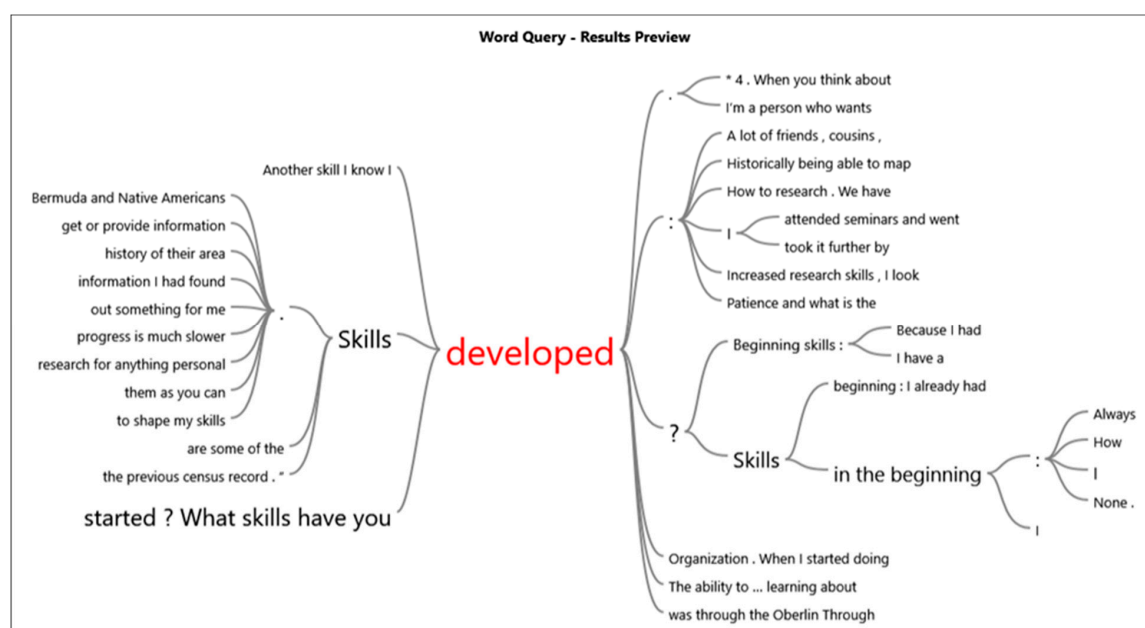 Word Query - Results Preview
Another skill I know I
Bermuda and Native Americans
get or provide information
history of their area
information I had found
out something for me
progress is much slower
research for anything personal
them as you can
to shape my skills
.
are some of the
the previous census record . "
Skills
started ? What skills have you
developed
.
* 4 . When you think about
I'm a person who wants
:
A lot of friends , cousins ,
Historically being able to map
How to research . We have
I
attended seminars and went
took it further by
Increased research skills , I look
Patience and what is the
?
Beginning skills :
Because I had
I have a
Skills
beginning : I already had
in the beginning
:
Always
How
I
None .
I
Organization . When I started doing
The ability to ... learning about
was through the Oberlin Through